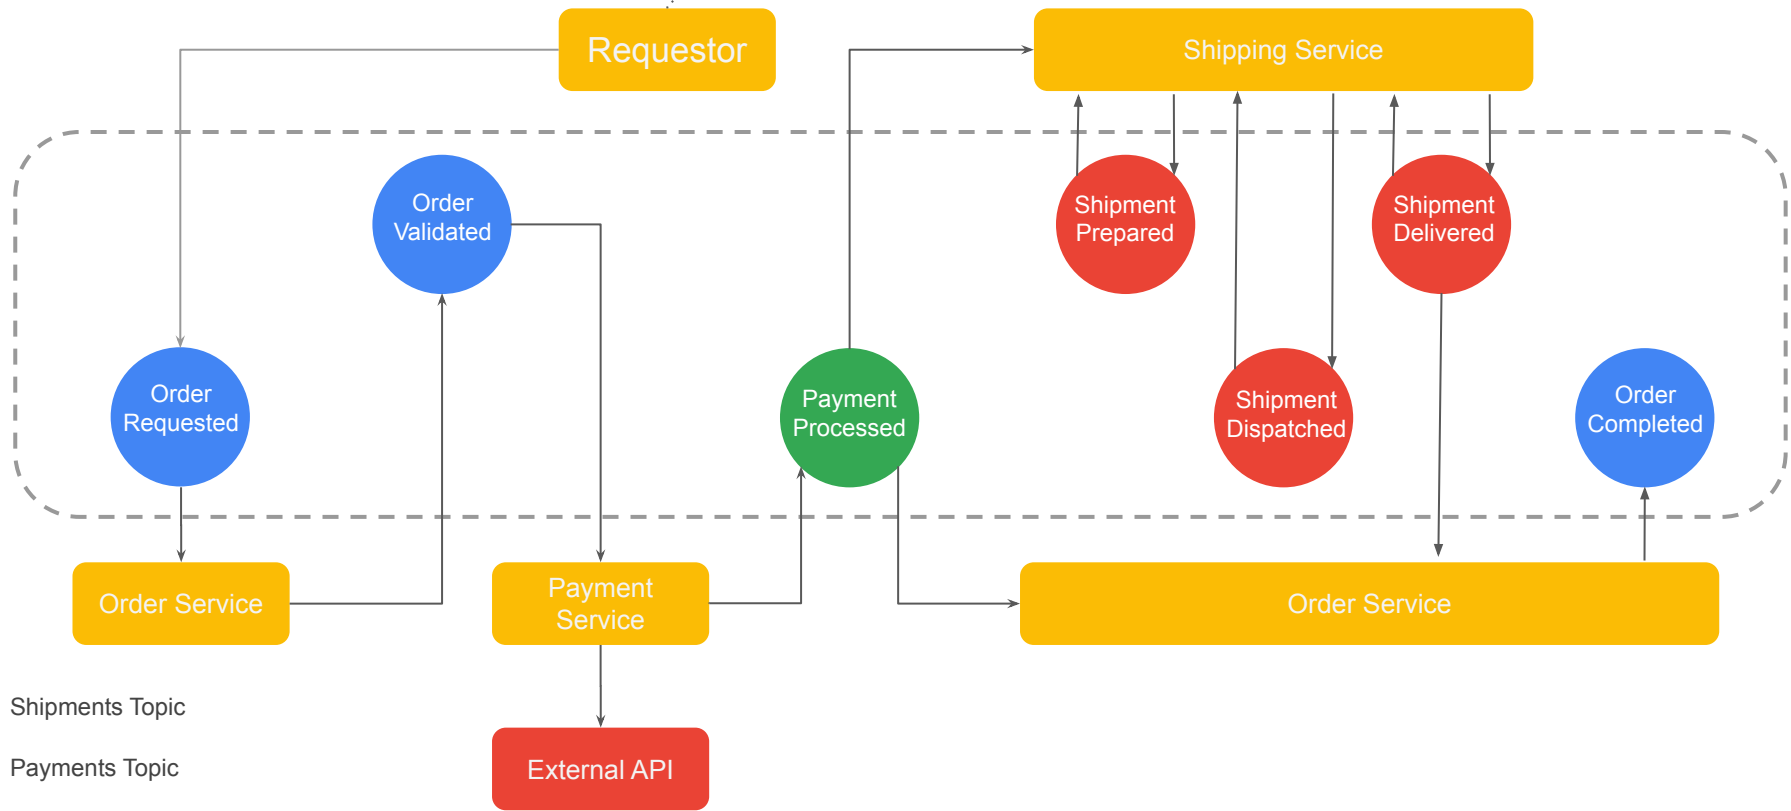 Requestor
Shipping Service
Order
Validated
Shipment
Prepared
Shipment
Delivered
Order
Requested
Payment
Processed
Shipment
Dispatched
Order
Completed
Order Service
Payment
Service
Order Service
Shipments Topic
Payments Topic
External API